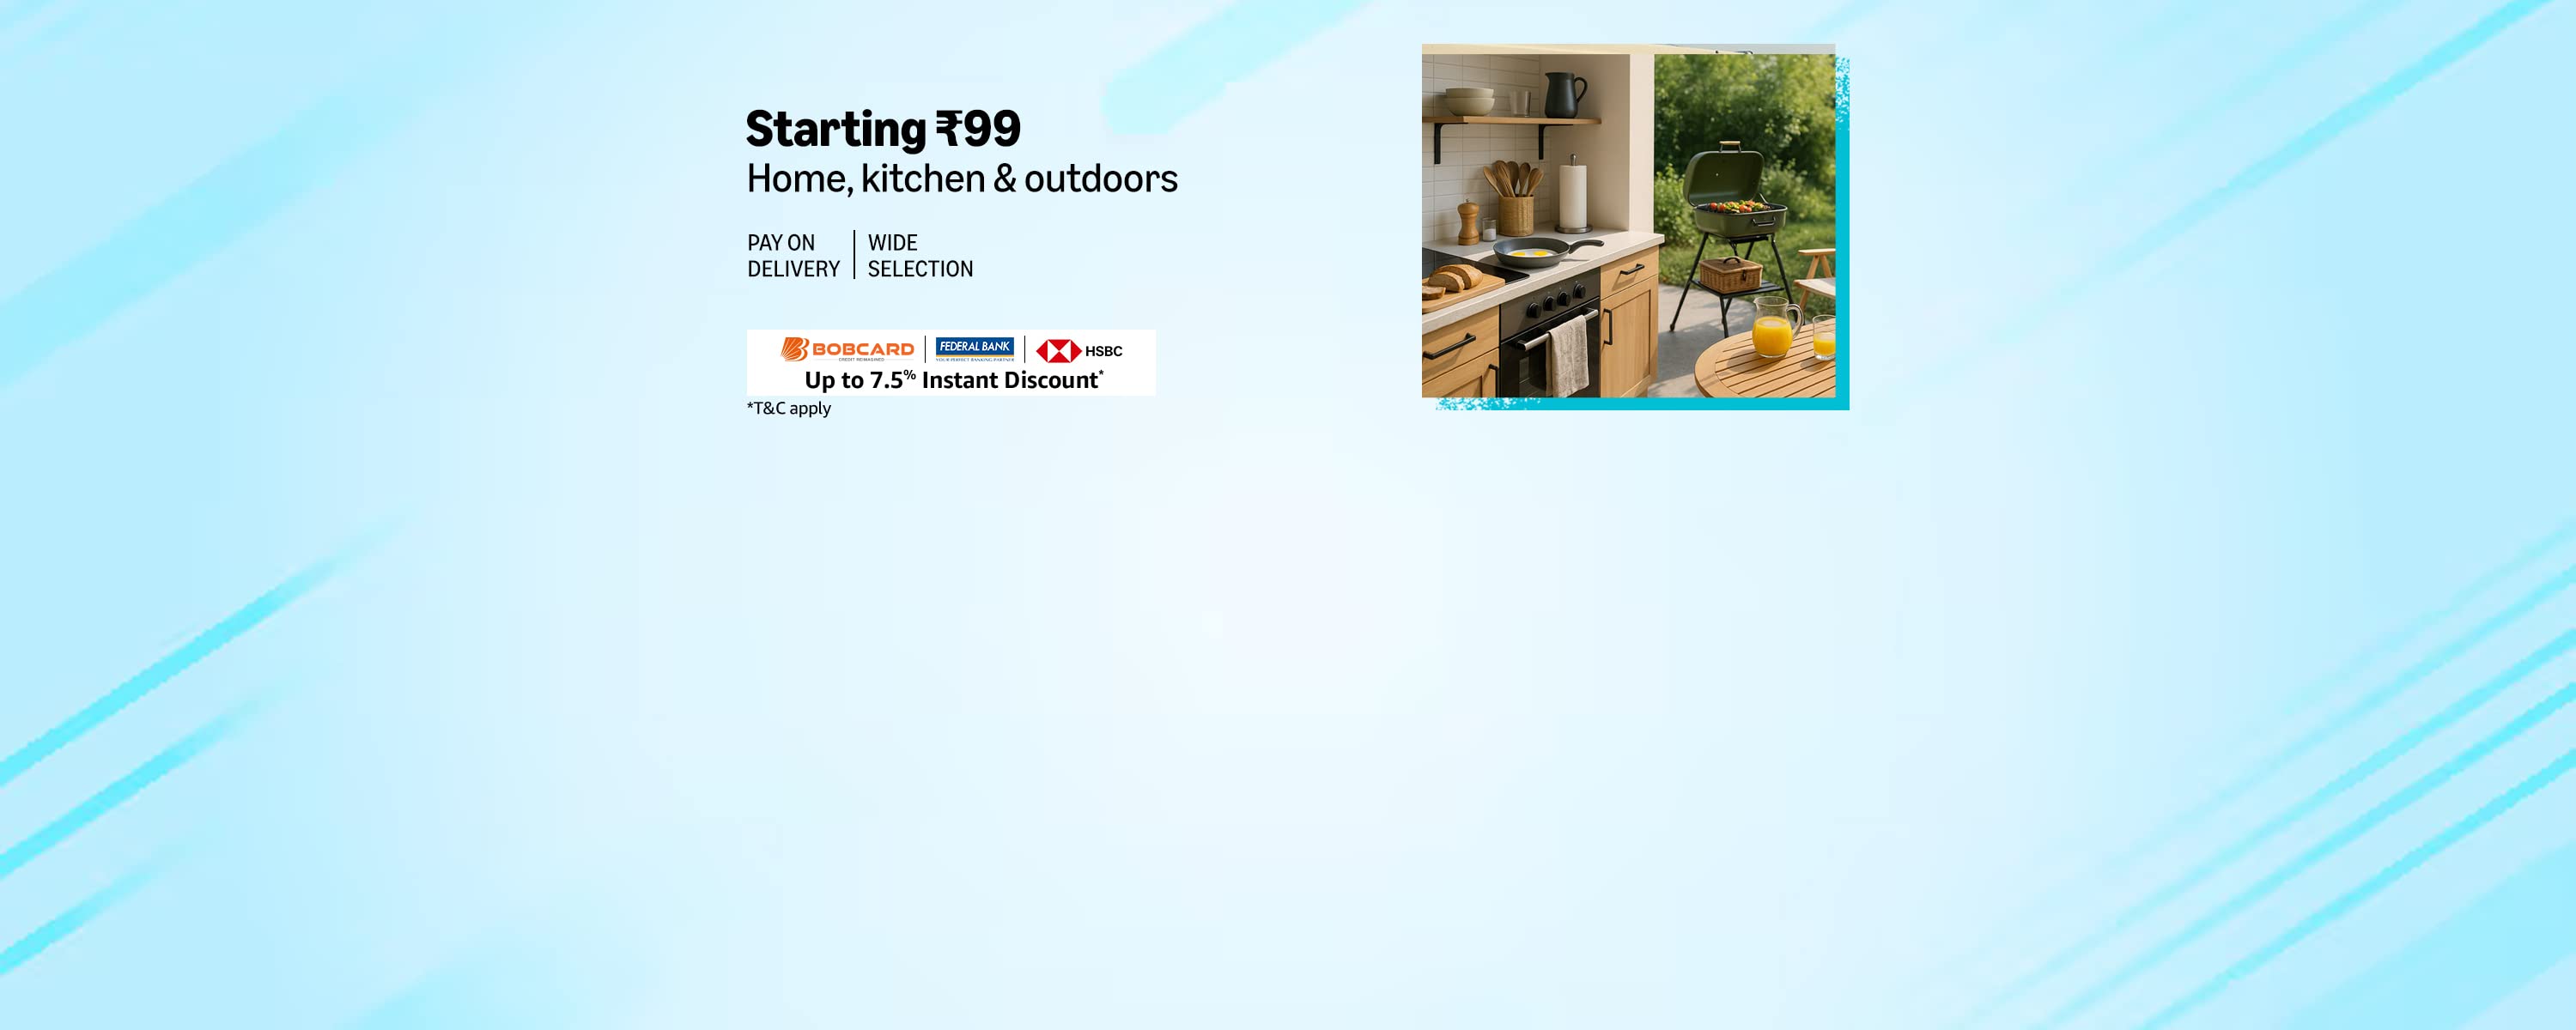 Starting ₹99
Home, kitchen & outdoors
PAY ON DELIVERY | WIDE SELECTION
BOBCARD
CREDIT REIMAGINED
FEDERAL BANK
YOUR PERFECT BANKING PARTNER
HSBC
Up to 7.5% Instant Discount*
*T&C apply